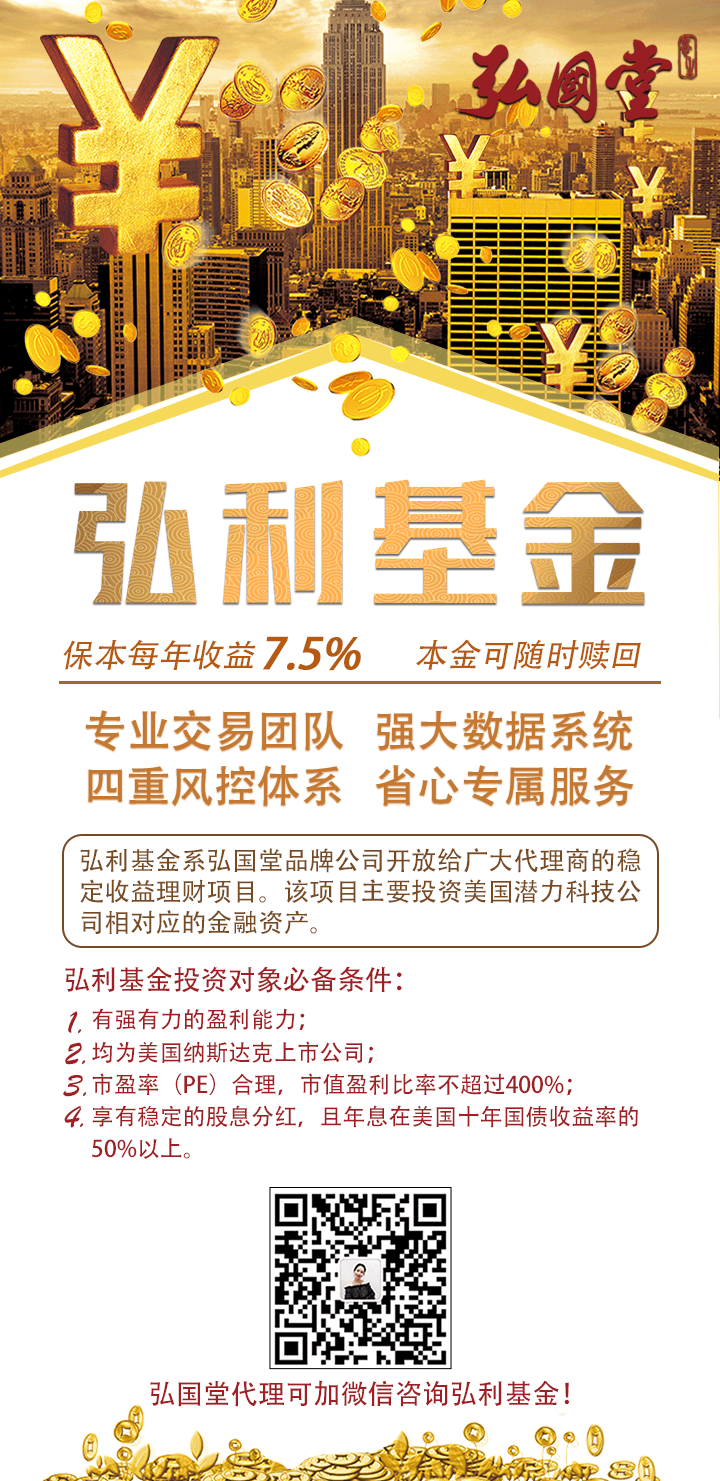 弘國堂
弘利基金
保本每年收益7.5% 本金可随时赎回
专业交易团队 强大数据系统
四重风控体系 省心专属服务
弘利基金系弘国堂品牌公司开放给广大代理商的稳
定收益理财项目。该项目主要投资美国潜力科技公
司相对应的金融资产。
弘利基金投资对象必备条件：
1. 有强有力的盈利能力；
2. 均为美国纳斯达克上市公司；
3. 市盈率（PE）合理，市值盈利比率不超过400%；
4. 享有稳定的股息分红，且年息在美国十年国债收益率的
50%以上。
弘国堂代理可加微信咨询弘利基金！